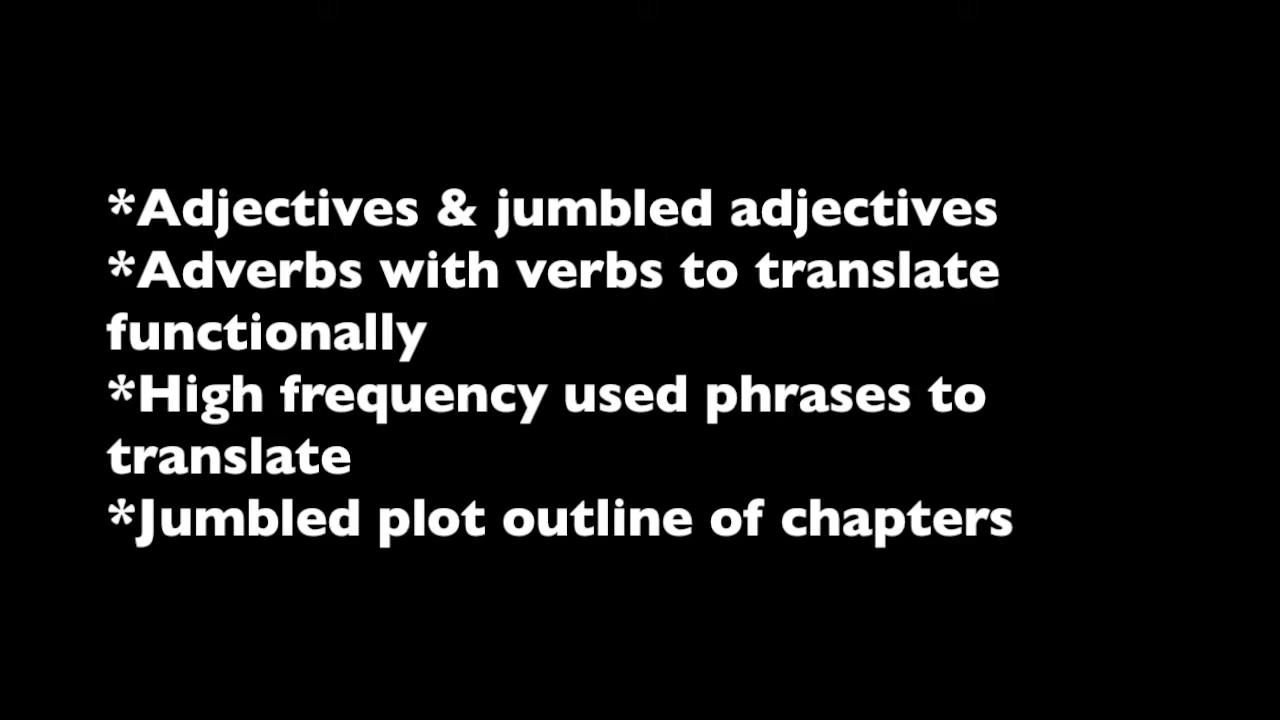 *Adjectives & jumbled adjectives
*Adverbs with verbs to translate
functionally
*High frequency used phrases to
translate
*Jumbled plot outline of chapters